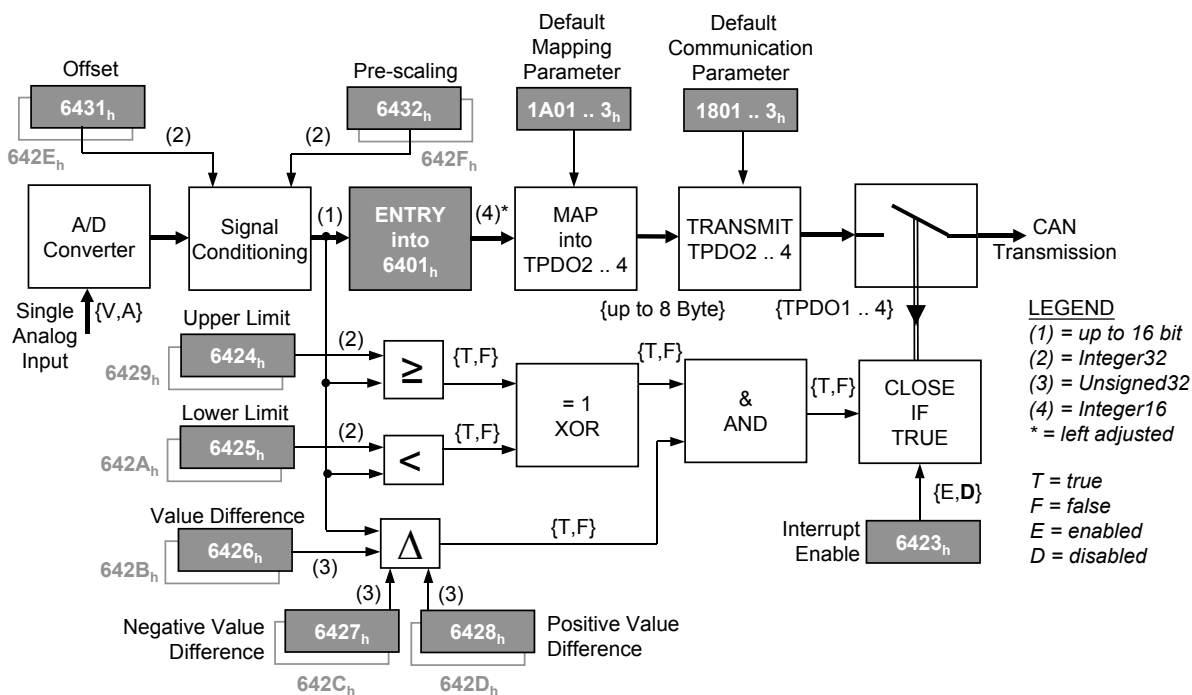 Default
Mapping
Parameter
Default
Communication
Parameter
Offset
Pre-scaling
6431h
6432h
1A01 .. 3h
1801 .. 3h
642Eh
(2)
(2)
642Fh
A/D
Converter
Signal
Conditioning
(1)
ENTRY
into
6401h
(4)*
MAP
into
TPDO2 .. 4
TRANSMIT
TPDO2 .. 4
CAN
Transmission
Single
Analog
Input
{V,A}
{up to 8 Byte}
{TPDO1 .. 4}
Upper Limit
6424h
6429h
(2)
≥
{T,F}
Lower Limit
6425h
642Ah
(2)
<
{T,F}
= 1
XOR
{T,F}
&
AND
{T,F}
CLOSE
IF
TRUE
Value Difference
6426h
642Bh
(3)
Δ
{T,F}
{E,D}
Interrupt
Enable
6423h
(3)
(3)
Negative Value
Difference
6427h
642Ch
6428h
642Dh
Positive Value
Difference
LEGEND
(1) = up to 16 bit
(2) = Integer32
(3) = Unsigned32
(4) = Integer16
* = left adjusted
T = true
F = false
E = enabled
D = disabled